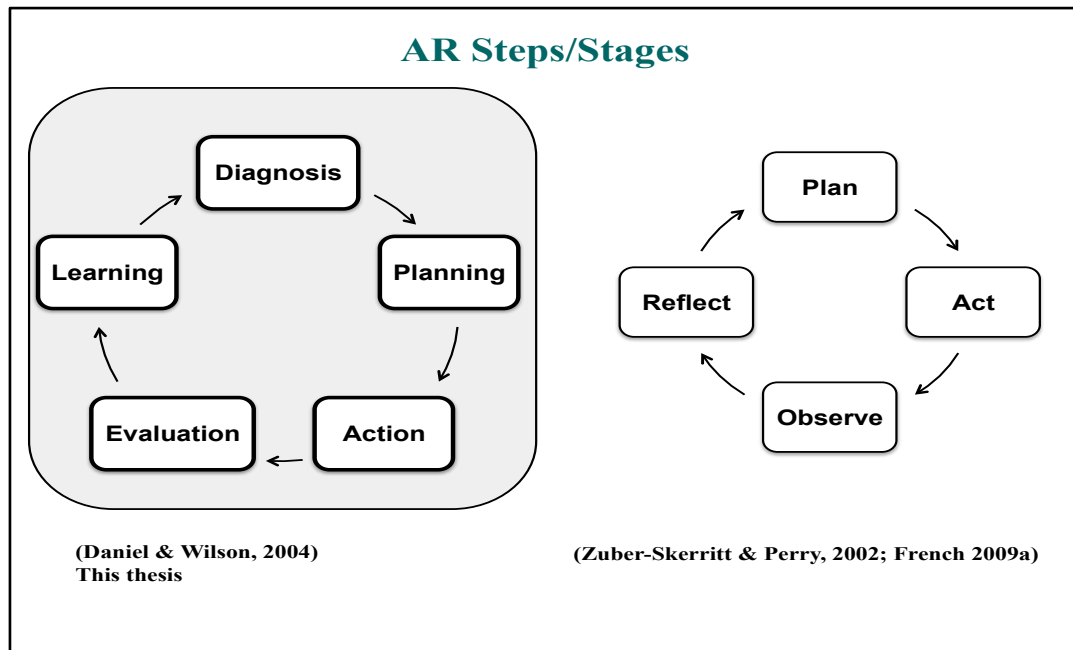 AR Steps/Stages
Diagnosis
Planning
Action
Evaluation
Learning
(Daniel & Wilson, 2004)
This thesis
Plan
Act
Observe
Reflect
(Zuber-Skerritt & Perry, 2002; French 2009a)